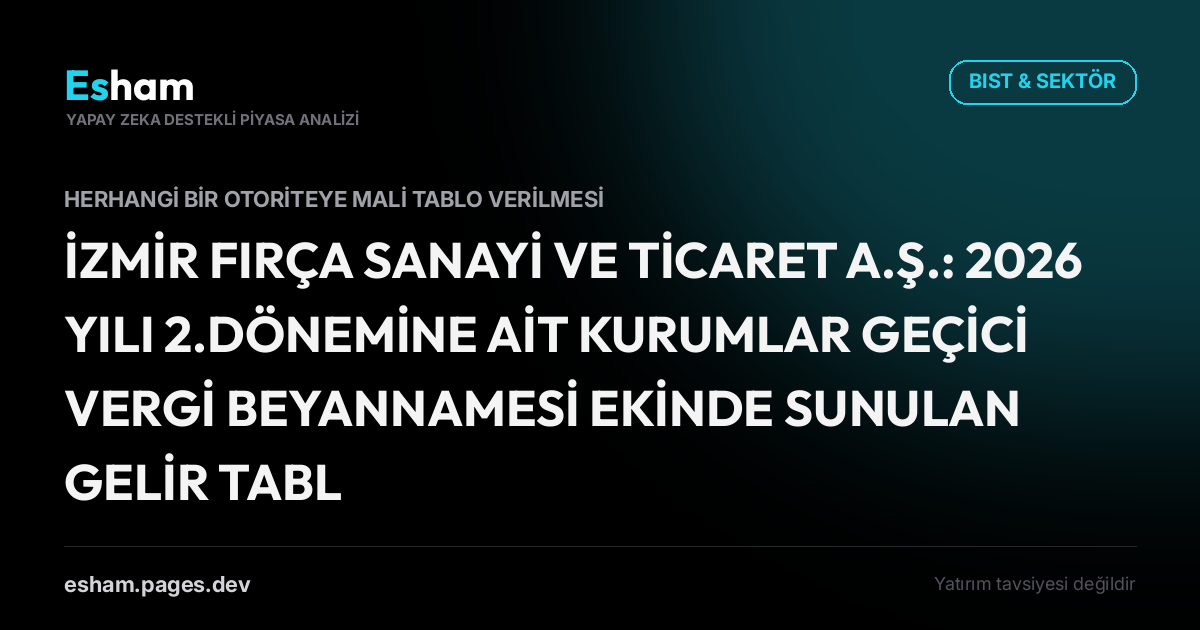 Esham
BIST & SEKTÖR
YAPAY ZEKA DESTEKLİ PİYASA ANALİZİ
HERHANGİ BİR OTORİTEYE MALİ TABLO VERİLMESİ
İZMİR FIRÇA SANAYİ VE TİCARET A.Ş.: 2026
YILI 2.DÖNEMİNE AİT KURUMLAR GEÇİCİ
VERGİ BEYANNAMESİ EKİNDE SUNULAN
GELİR TABL
esham.pages.dev
Yatırım tavsiyesi değildir